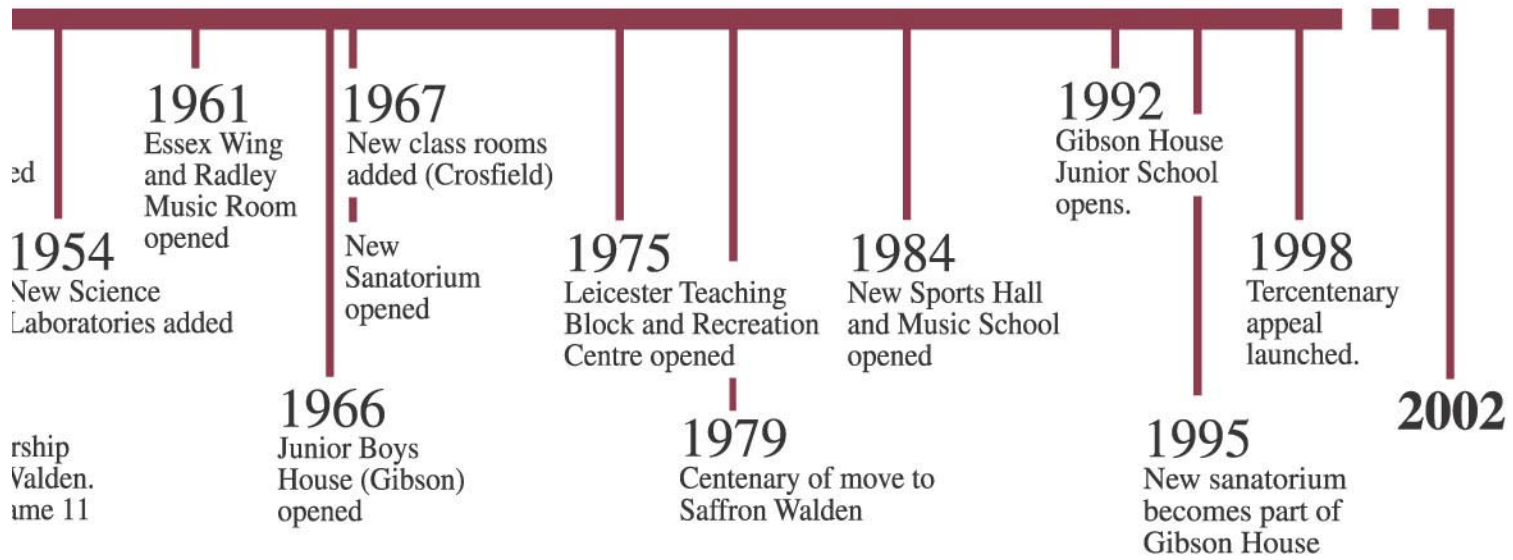 ed
1954
New Science
Laboratories added
rship
Walden.
ame 11
1961
Essex Wing
and Radley
Music Room
opened
1966
Junior Boys
House (Gibson)
opened
1967
New class rooms
added (Crosfield)
New
Sanatorium
opened
1975
Leicester Teaching
Block and Recreation
Centre opened
1979
Centenary of move to
Saffron Walden
1984
New Sports Hall
and Music School
opened
1992
Gibson House
Junior School
opens.
1995
New sanatorium
becomes part of
Gibson House
1998
Tercentenary
appeal
launched.
2002